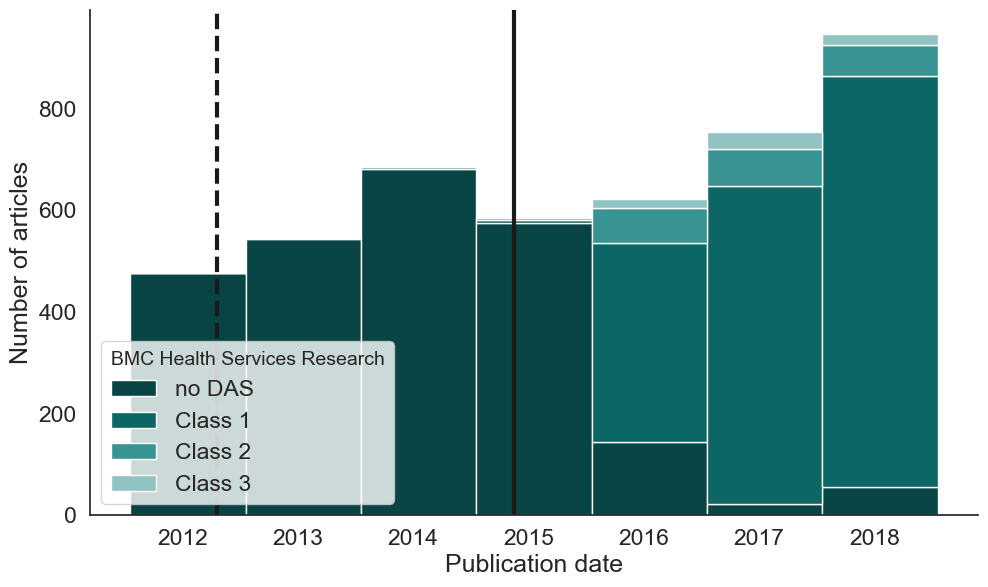 Number of articles
800
600
400
200
0
BMC Health Services Research
no DAS
Class 1
Class 2
Class 3
2012 2013 2014 2015 2016 2017 2018
Publication date